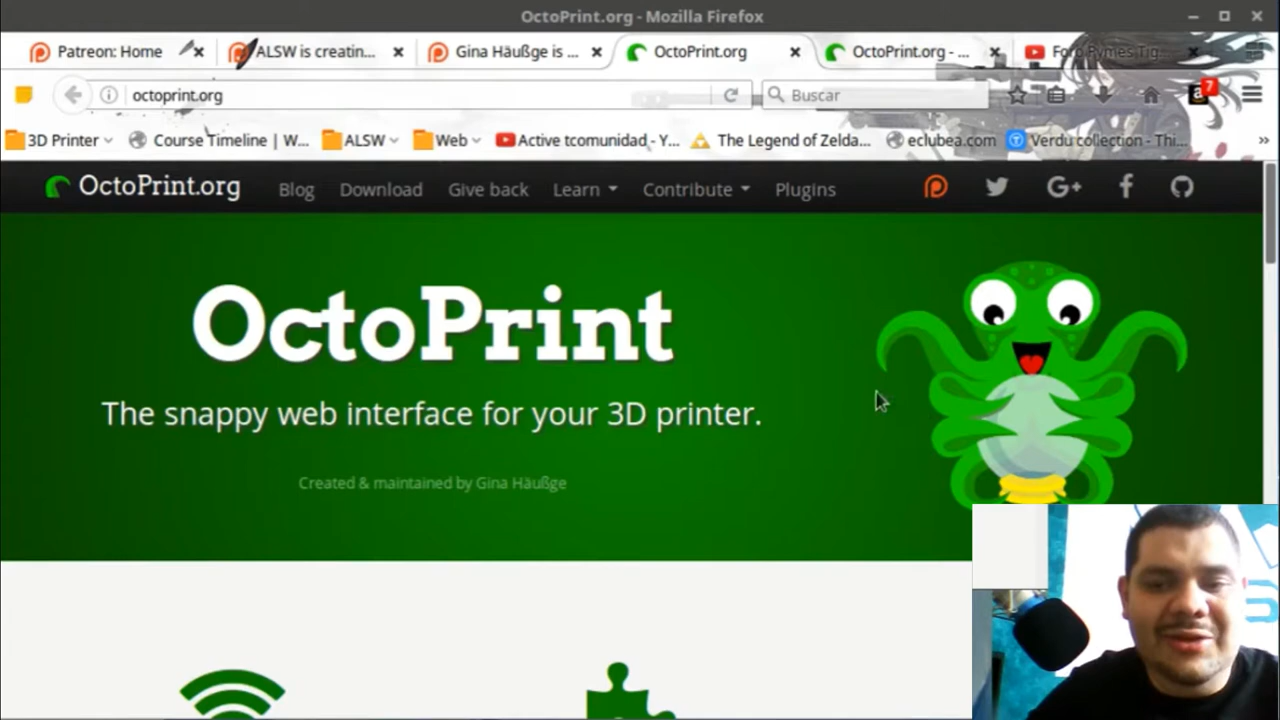 OctoPrint.org - Mozilla Firefox
Patreon: Home
ALSW is creatin...
Gina Häußge is ...
OctoPrint.org
OctoPrint.org - ...
octoprint.org
Buscar
7
3D Printer
Course Timeline | W...
ALSW
Web
Active tcomunidad - Y...
The Legend of Zelda...
eclubea.com
Verdu collection - Thi...
OctoPrint.org
Blog
Download
Give back
Learn
Contribute
Plugins
OctoPrint
The snappy web interface for your 3D printer.
Created & maintained by Gina Häußge